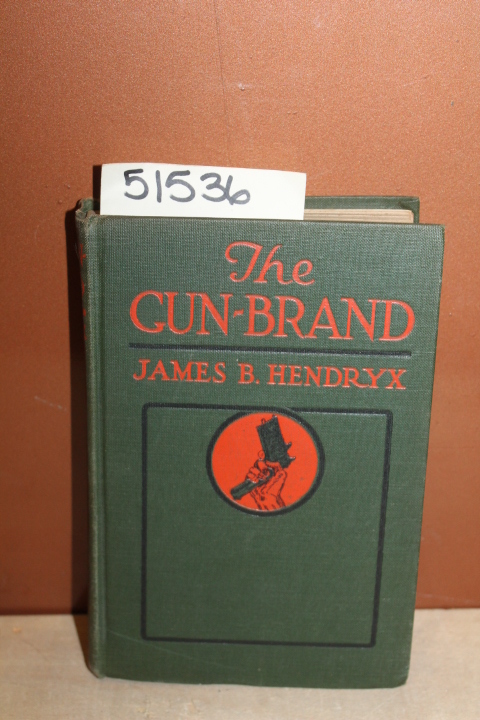 51536
The
GUN-BRAND
JAMES B. HENDRYX